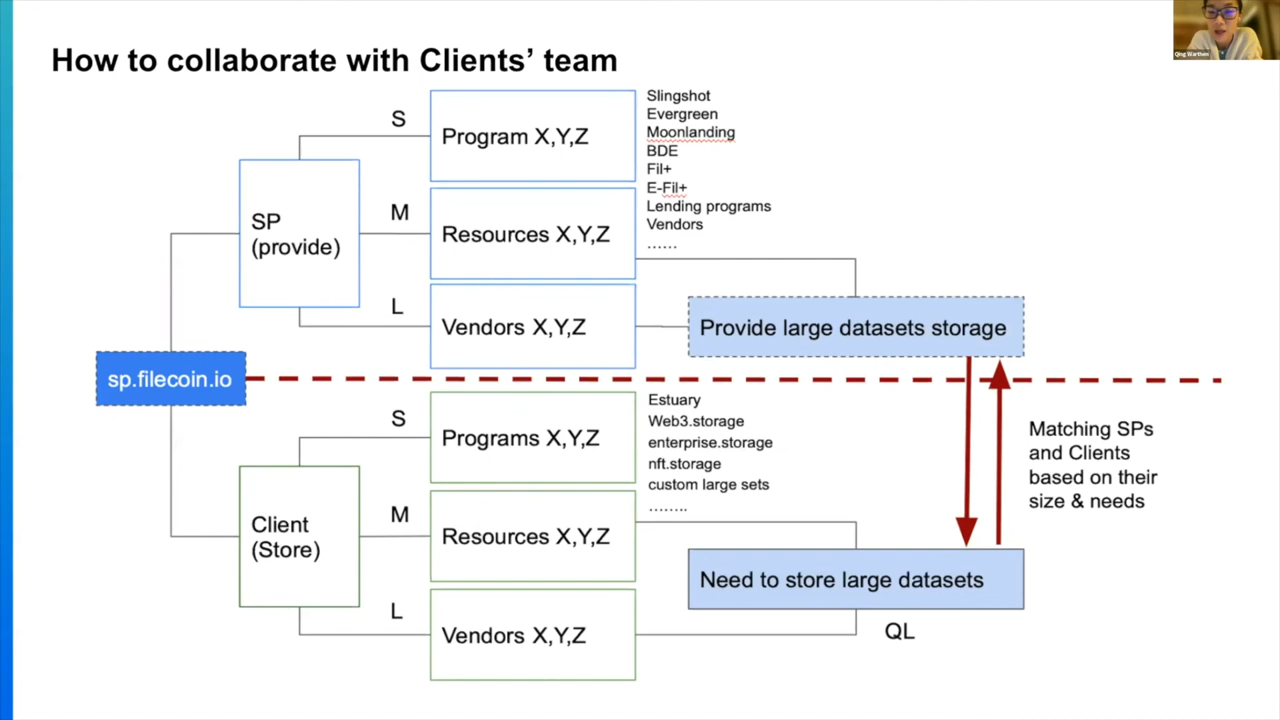 How to collaborate with Clients' team
Qing Warthen
S
Program X,Y,Z
Slingshot
Evergreen
Moonlanding
BDE
Fil+
E-Fil+
Lending programs
Vendors
......
SP
(provide)
M
Resources X,Y,Z
L
Vendors X,Y,Z
Provide large datasets storage
sp.filecoin.io
S
Programs X,Y,Z
Estuary
Web3.storage
enterprise.storage
nft.storage
custom large sets
........
Matching SPs
and Clients
based on their
size & needs
Client
(Store)
M
Resources X,Y,Z
Need to store large datasets
L
Vendors X,Y,Z
QL